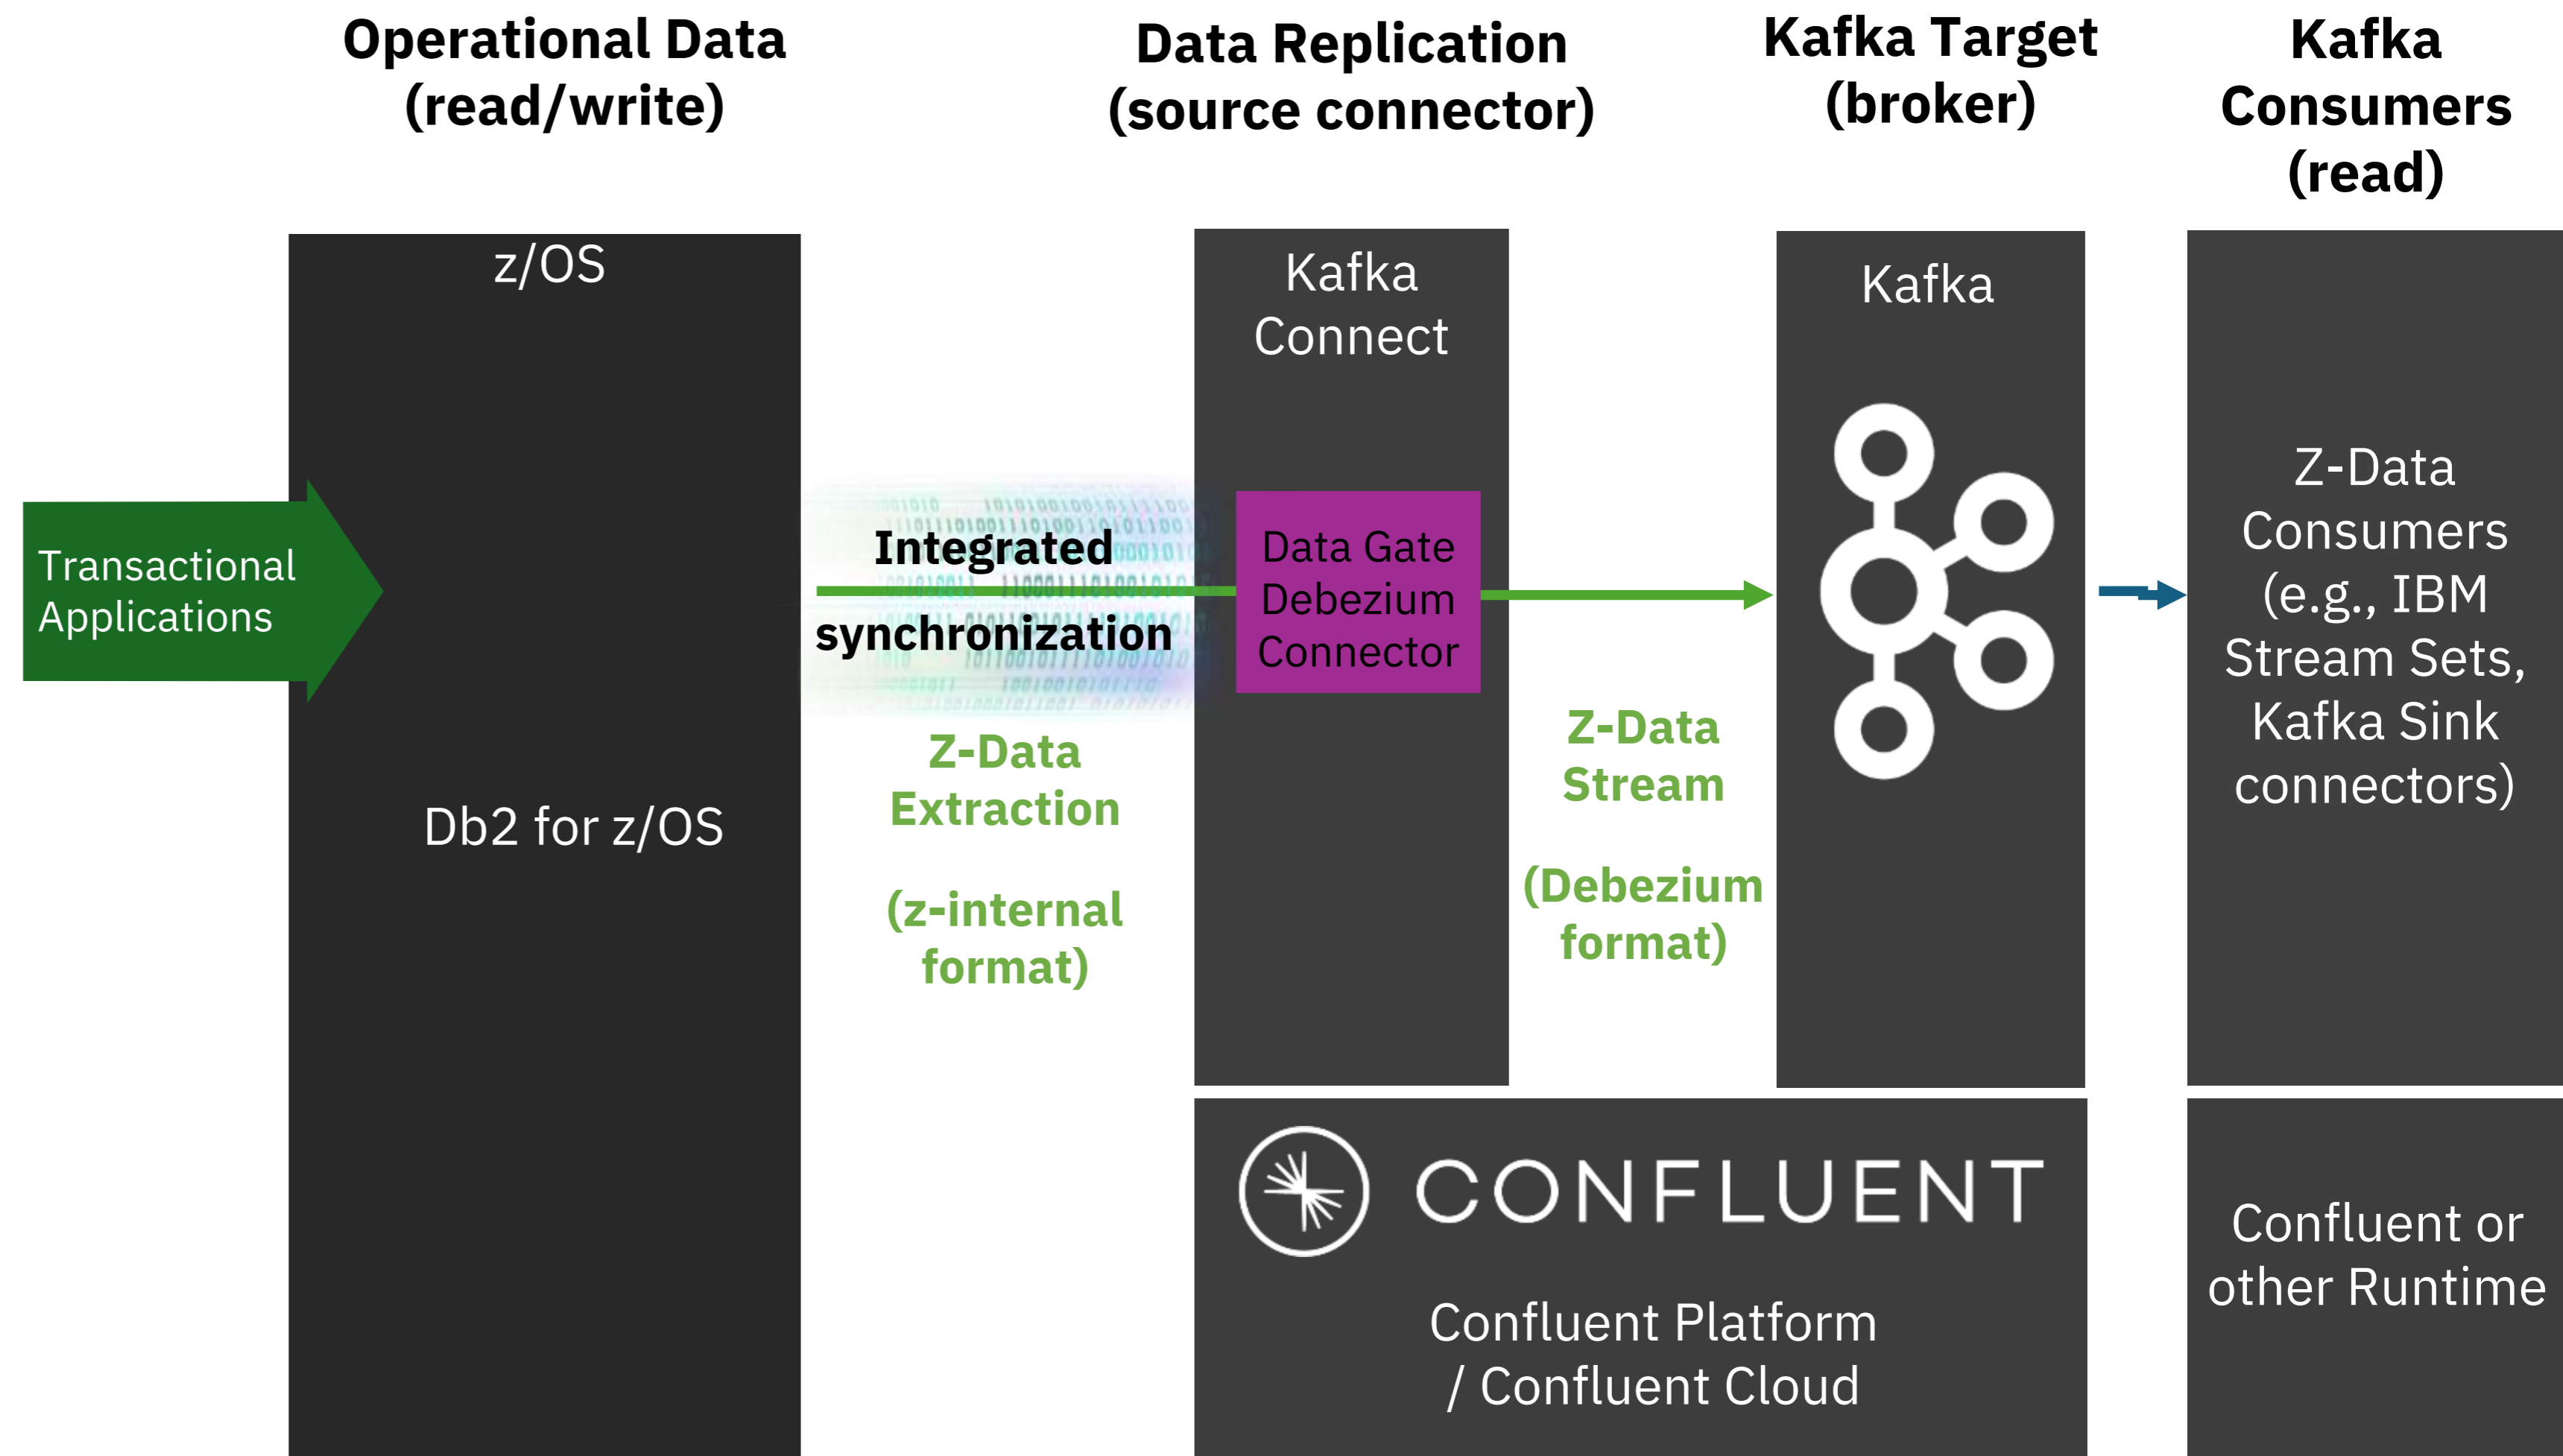 Operational Data
(read/write)
Data Replication
(source connector)
Kafka Target
(broker)
Kafka
Consumers
(read)
z/OS
Transactional
Applications
Db2 for z/OS
Integrated
synchronization
Z-Data
Extraction
(z-internal
format)
Kafka
Connect
Data Gate
Debezium
Connector
Z-Data
Stream
(Debezium
format)
Kafka
Z-Data
Consumers
(e.g., IBM
Stream Sets,
Kafka Sink
connectors)
CONFLUENT
Confluent Platform
/ Confluent Cloud
Confluent or
other Runtime